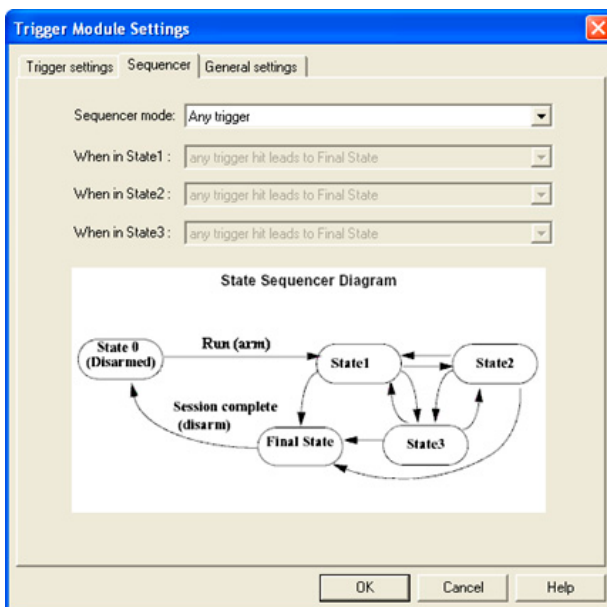 Trigger Module Settings
Trigger settings
Sequencer
General settings
Sequencer mode: Any trigger
When in State1 : any trigger hit leads to Final State
When in State2 : any trigger hit leads to Final State
When in State3 : any trigger hit leads to Final State
State Sequencer Diagram
State 0
(Disarmed)
Run (arm)
State1
State2
Session complete
(disarm)
Final State
State3
OK
Cancel
Help